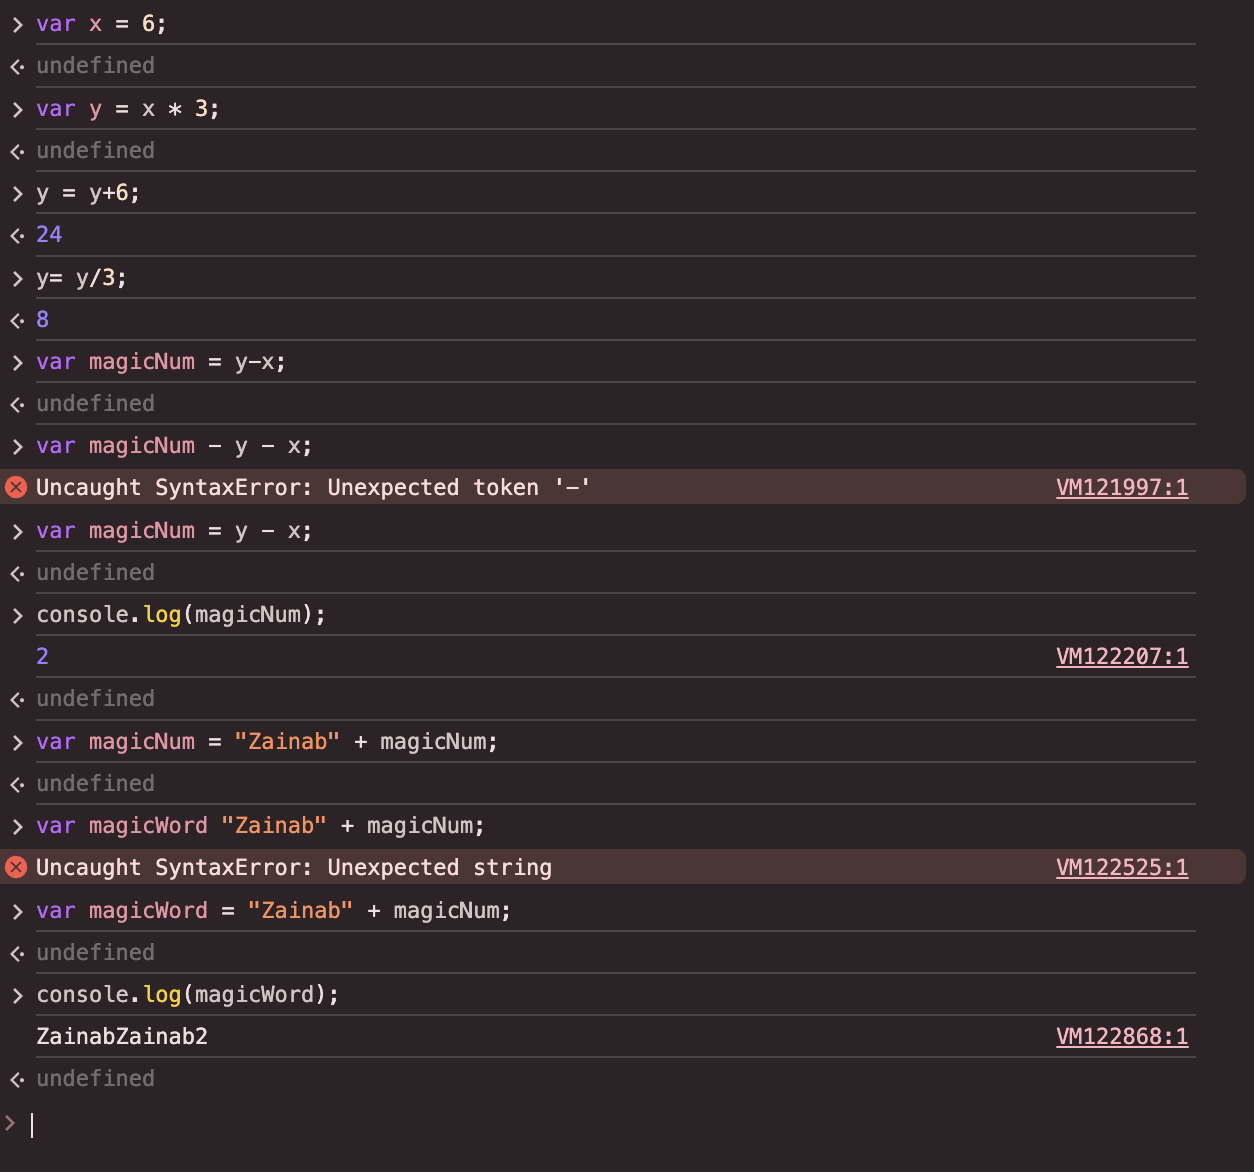 var x = 6;
undefined
var y = x * 3;
undefined
y = y+6;
24
y= y/3;
8
var magicNum = y-x;
undefined
var magicNum - y - x;
Uncaught SyntaxError: Unexpected token '-' VM121997:1
var magicNum = y - x;
undefined
console.log(magicNum);
2 VM122207:1
undefined
var magicNum = "Zainab" + magicNum;
undefined
var magicWord "Zainab" + magicNum;
Uncaught SyntaxError: Unexpected string VM122525:1
var magicWord = "Zainab" + magicNum;
undefined
console.log(magicWord);
ZainabZainab2 VM122868:1
undefined